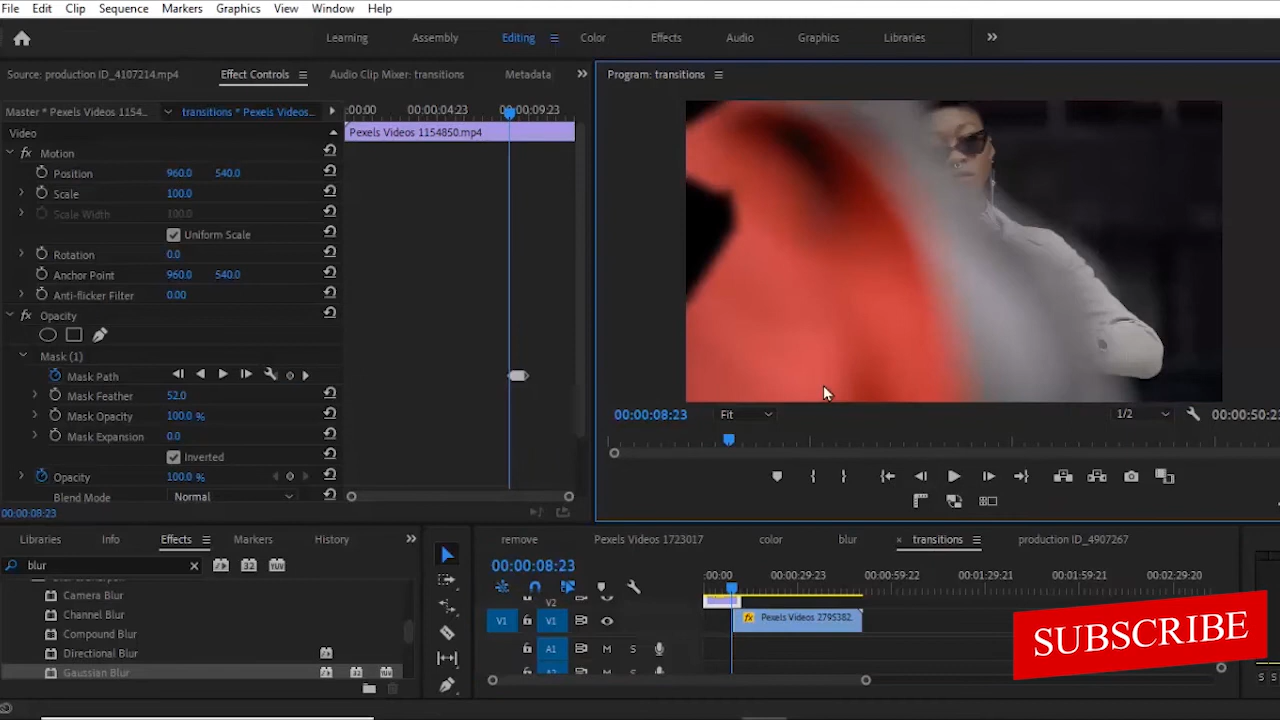 File Edit Clip Sequence Markers Graphics View Window Help
Learning Assembly Editing Color Effects Audio Graphics Libraries
Source: production ID_4107214.mp4 Effect Controls Audio Clip Mixer: transitions Metadata
Program: transitions
Master * Pexels Videos 1154... transitions * Pexels Videos...
:00:00 00:00:04:23 00:00:09:23
Video
Pexels Videos 1154850.mp4
fx Motion
Position 960.0 540.0
Scale 100.0
Scale Width 100.0
Uniform Scale
Rotation 0.0
Anchor Point 960.0 540.0
Anti-flicker Filter 0.00
fx Opacity
Mask (1)
Mask Path
Mask Feather 52.0
Mask Opacity 100.0 %
Mask Expansion 0.0
Inverted
Opacity 100.0 %
Blend Mode Normal
00:00:08:23
00:00:08:23 Fit 1/2 00:00:50:2
Libraries Info Effects Markers History
blur
Camera Blur
Channel Blur
Compound Blur
Directional Blur
Gaussian Blur
remove Pexels Videos 1723017 color blur × transitions production ID_4907267
00:00:08:23
:00:00 00:00:29:23 00:00:59:22 00:01:29:21 00:01:59:21 00:02:29:20
V2
V1 V1 fx Pexels Videos 2795382.
A1 M S
M S
S S
SUBSCRIBE